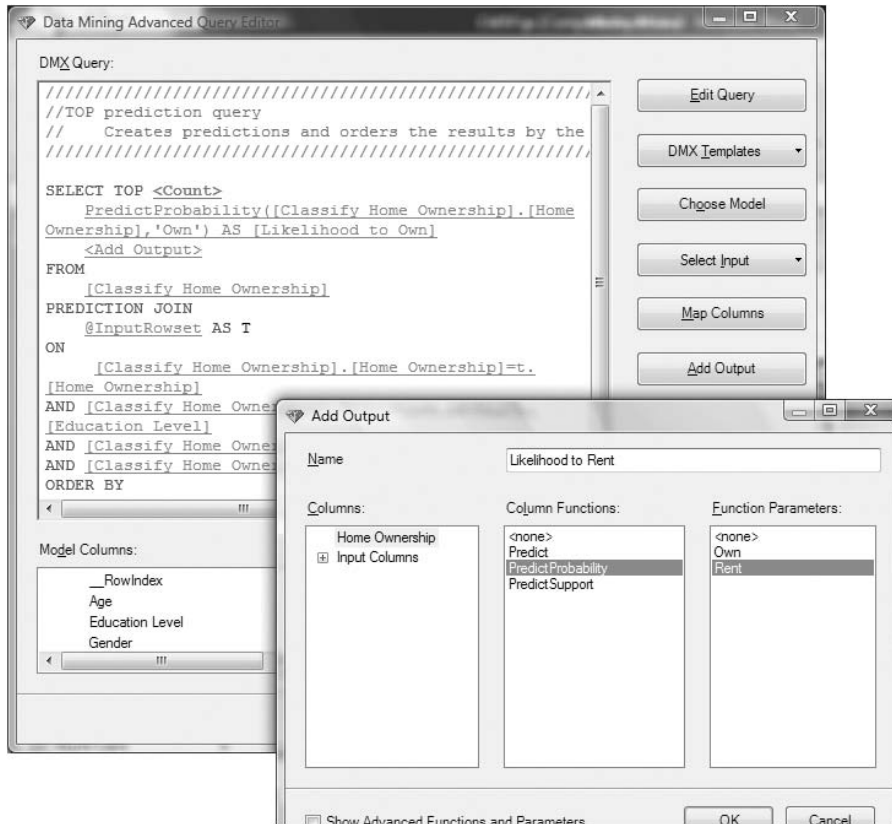 Data Mining Advanced Query Editor
DMX Query:
//TOP prediction query
// Creates predictions and orders the results by the
SELECT TOP <Count>
PredictProbability([Classify Home Ownership].[Home
Ownership],'Own') AS [Likelihood to Own]
<Add Output>
FROM
[Classify Home Ownership]
PREDICTION JOIN
@InputRowset AS T
ON
[Classify Home Ownership].[Home Ownership]=t.
[Home Ownership]
AND [Classify Home Owner
[Education Level]
AND [Classify Home Owner
AND [Classify Home Owner
ORDER BY
Edit Query
DMX Templates
Choose Model
Select Input
Map Columns
Add Output
Model Columns:
__RowIndex
Age
Education Level
Gender
Add Output
Name
Likelihood to Rent
Columns:
Home Ownership
Input Columns
Column Functions:
<none>
Predict
PredictProbability
PredictSupport
Function Parameters:
<none>
Own
Rent
Show Advanced Functions and Parameters
OK
Cancel